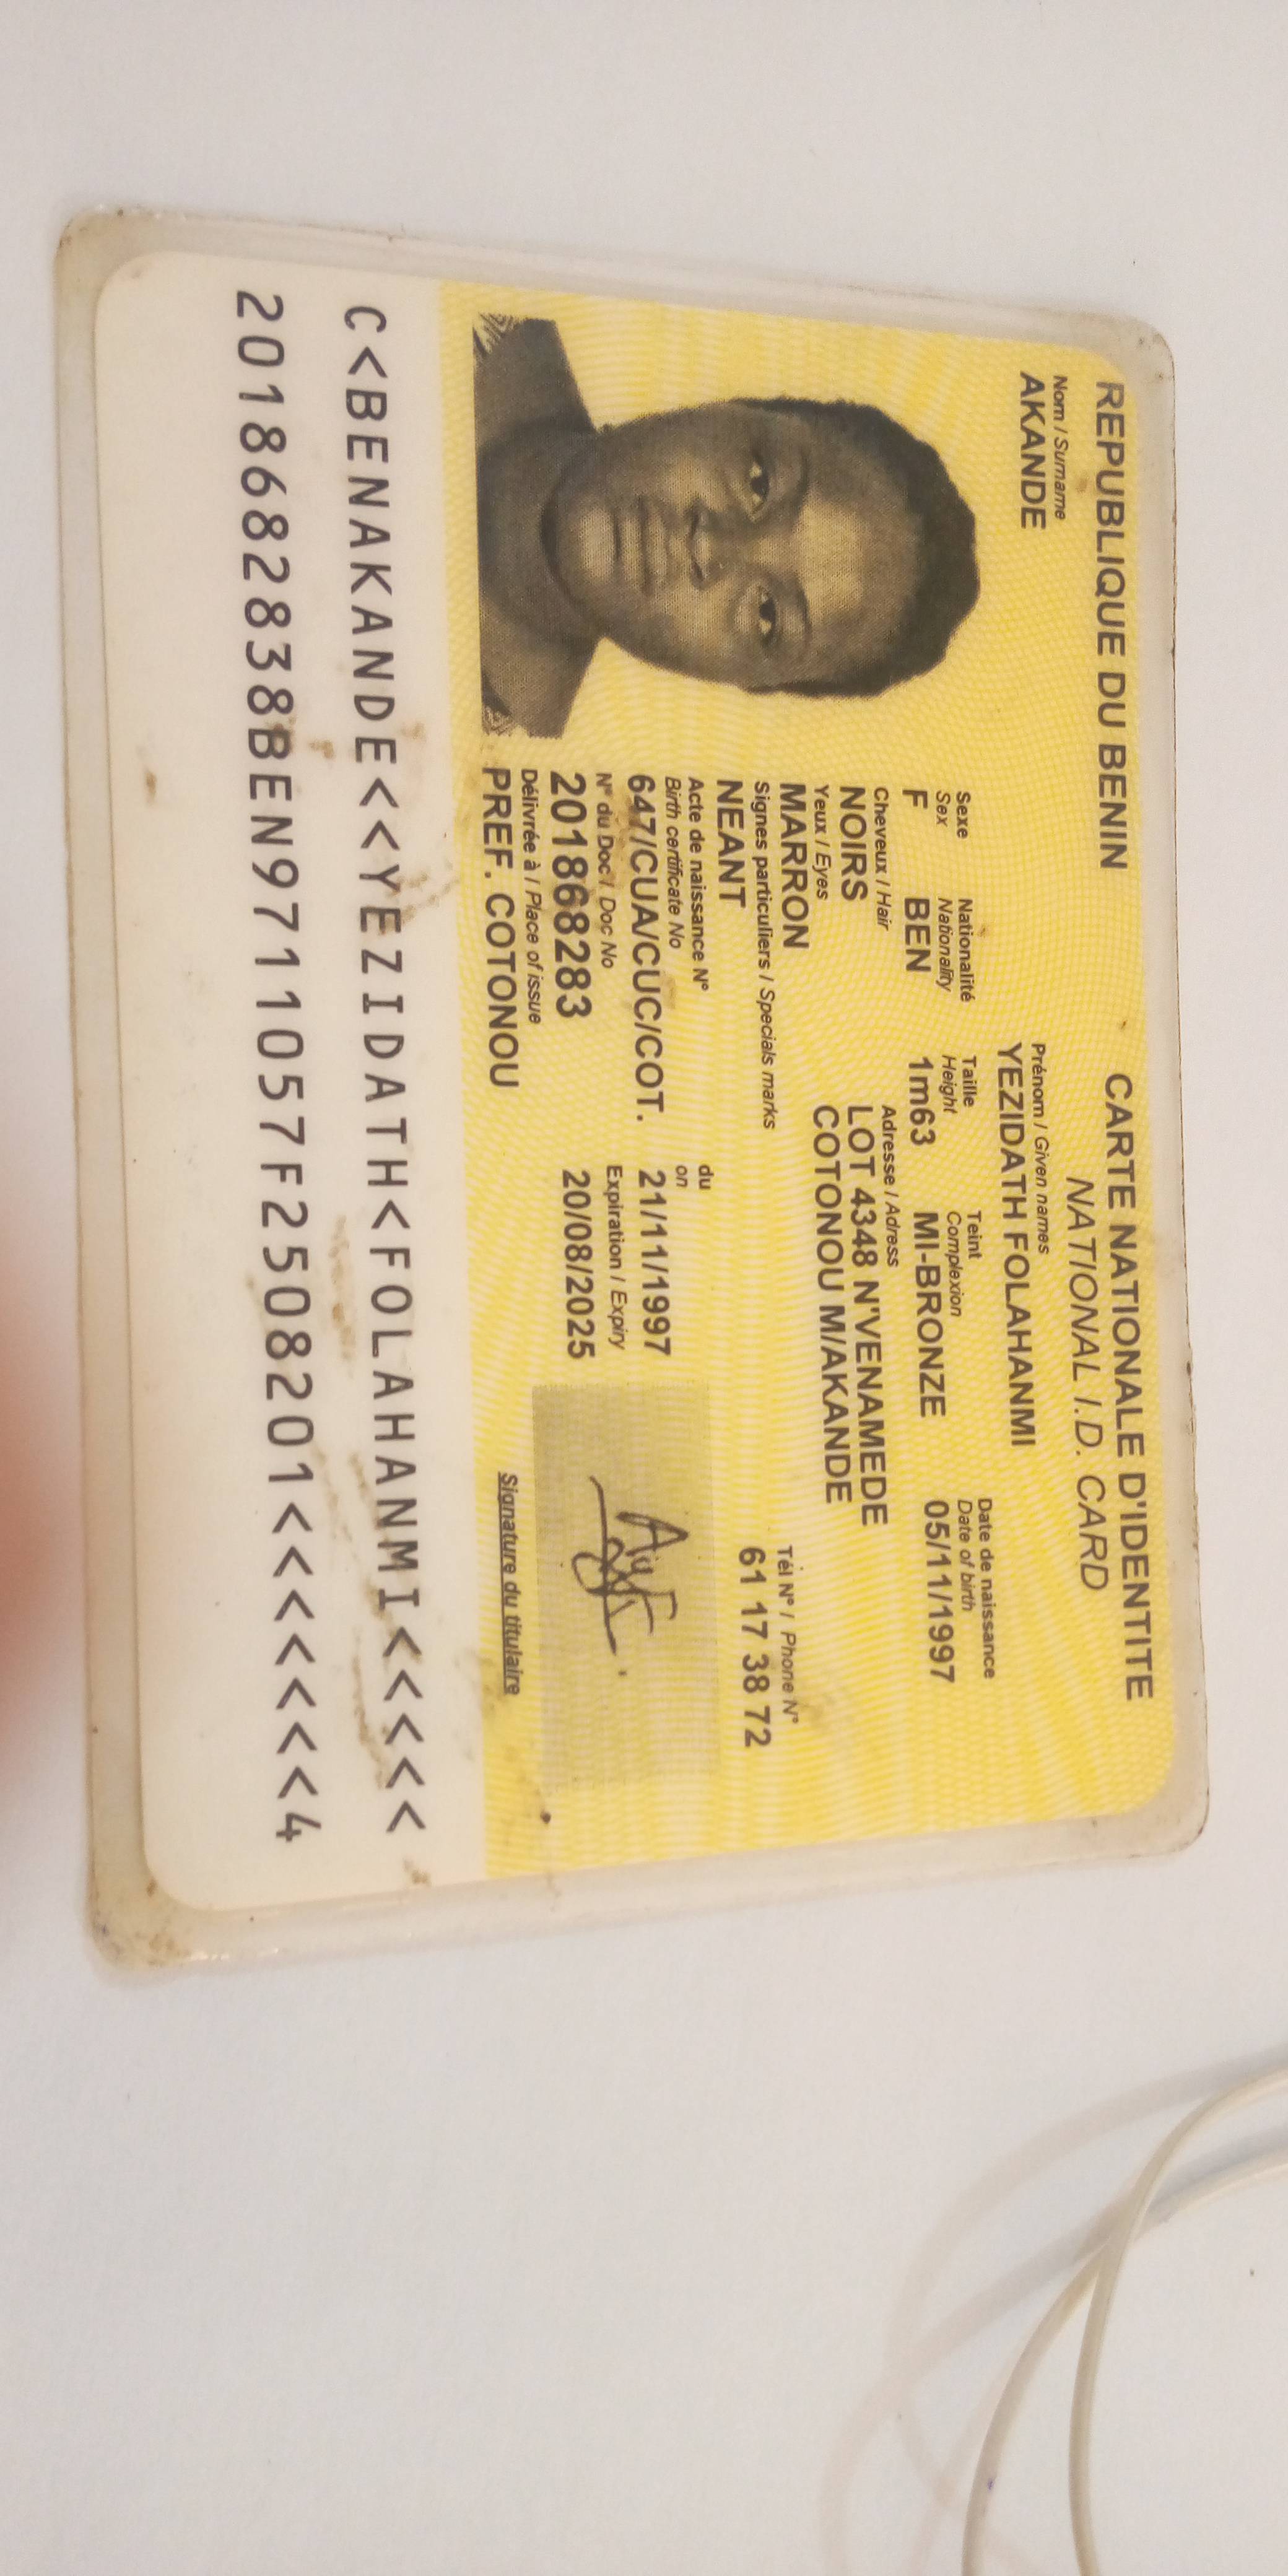 REPUBLIQUE DU BENIN
CARTE NATIONALE D'IDENTITE
NATIONAL I.D. CARD
Nom / Surname
AKANDE
Prénom / Given names
YEZIDATH FOLAHANMI
Sexe
Sex
F
Nationalité
Nationality
BEN
Taille
Height
1m63
Teint
Complexion
MI-BRONZE
Date de naissance
Date of birth
05/11/1997
Cheveux / Hair
NOIRS
Adresse / Adress
LOT 4348 N'VENAMEDE
COTONOU M/AKANDE
Yeux / Eyes
MARRON
Signes particuliers / Specials marks
NEANT
Tél N° / Phone N°
61 17 38 72
Acte de naissance N°
Birth certificate No
647/CUA/CUC/COT.
du
on
21/11/1997
N° du Doc / Doc No
201868283
Expiration / Expiry
20/08/2025
Délivrée à / Place of issue
PREF. COTONOU
Signature du titulaire
C<BENAKANDE<<YEZIDATH<FOLAHANMI<<<<<
2018682838BEN9711057F2508201<<<<<<<4